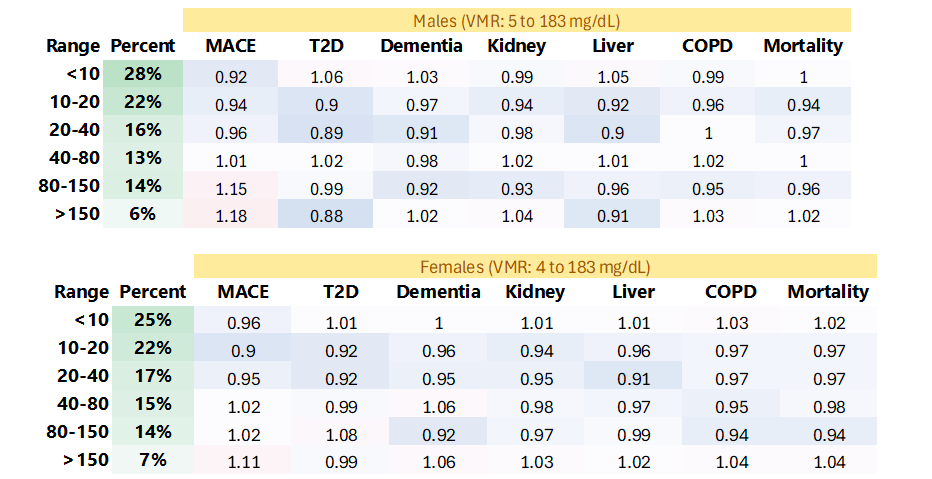 Males (VMR: 5 to 183 mg/dL)
Range Percent MACE T2D Dementia Kidney Liver COPD Mortality
<10 28% 0.92 1.06 1.03 0.99 1.05 0.99 1
10-20 22% 0.94 0.9 0.97 0.94 0.92 0.96 0.94
20-40 16% 0.96 0.89 0.91 0.98 0.9 1 0.97
40-80 13% 1.01 1.02 0.98 1.02 1.01 1.02 1
80-150 14% 1.15 0.99 0.92 0.93 0.96 0.95 0.96
>150 6% 1.18 0.88 1.02 1.04 0.91 1.03 1.02
Females (VMR: 4 to 183 mg/dL)
Range Percent MACE T2D Dementia Kidney Liver COPD Mortality
<10 25% 0.96 1.01 1 1.01 1.01 1.03 1.02
10-20 22% 0.9 0.92 0.96 0.94 0.96 0.97 0.97
20-40 17% 0.95 0.92 0.95 0.95 0.91 0.97 0.97
40-80 15% 1.02 0.99 1.06 0.98 0.97 0.95 0.98
80-150 14% 1.02 1.08 0.92 0.97 0.99 0.94 0.94
>150 7% 1.11 0.99 1.06 1.03 1.02 1.04 1.04